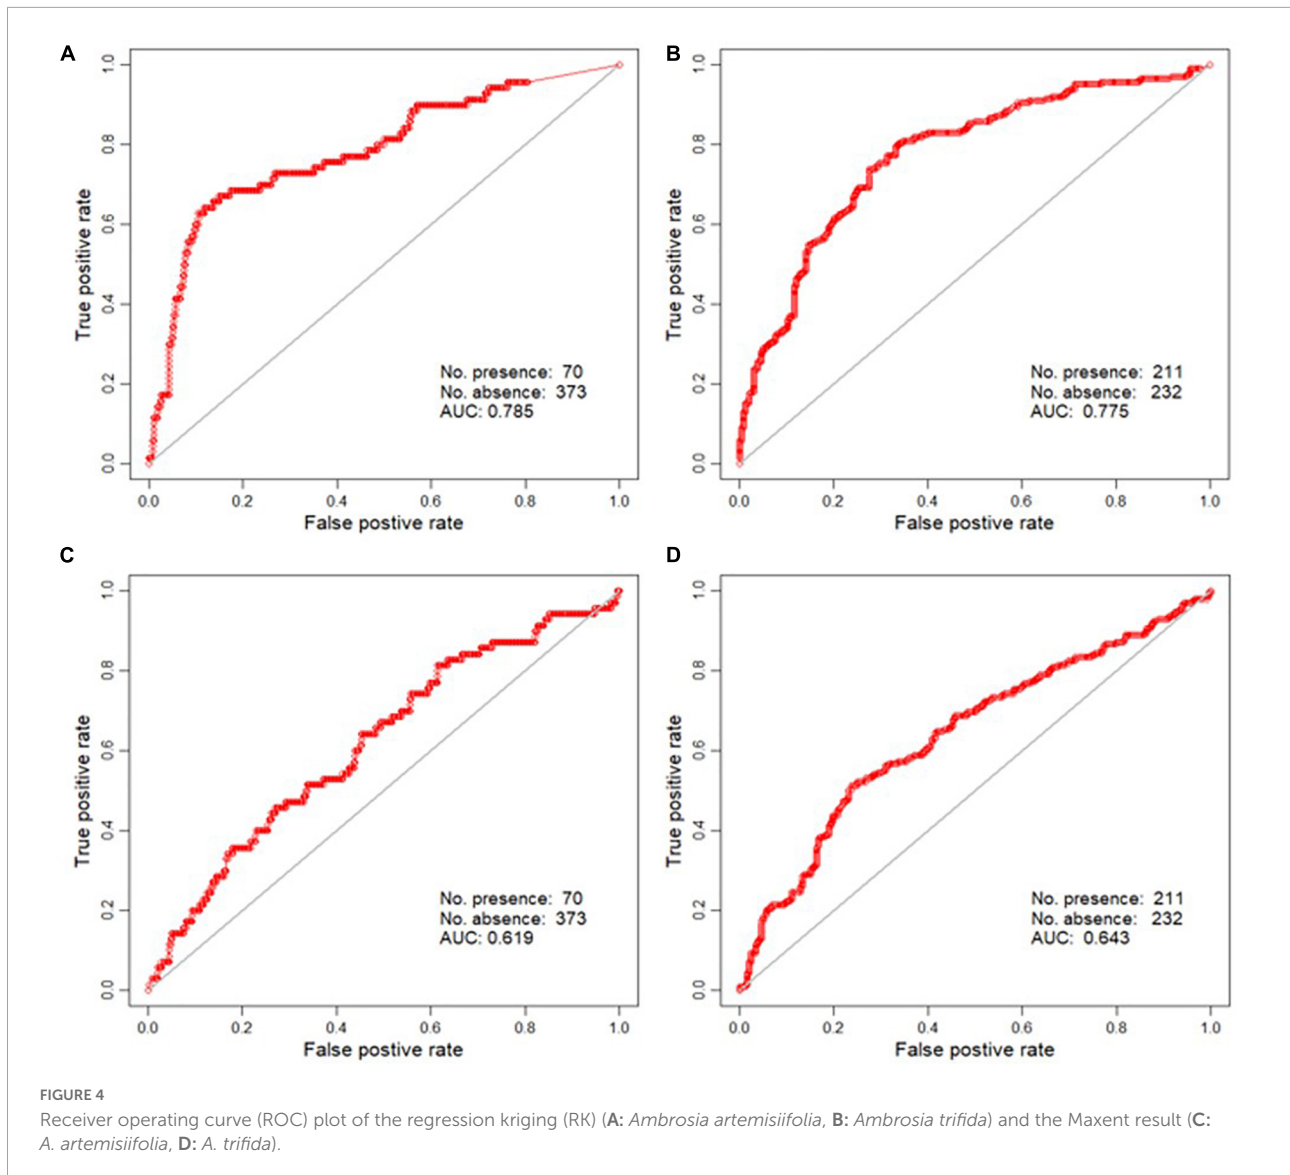 A
True positive rate
1.0
0.8
0.6
0.4
0.2
0.0
No. presence: 70
No. absence: 373
AUC: 0.785
0.0 0.2 0.4 0.6 0.8 1.0
False postive rate
B
True positive rate
1.0
0.8
0.6
0.4
0.2
0.0
No. presence: 211
No. absence: 232
AUC: 0.775
0.0 0.2 0.4 0.6 0.8 1.0
False postive rate
C
True positive rate
1.0
0.8
0.6
0.4
0.2
0.0
No. presence: 70
No. absence: 373
AUC: 0.619
0.0 0.2 0.4 0.6 0.8 1.0
False postive rate
D
True positive rate
1.0
0.8
0.6
0.4
0.2
0.0
No. presence: 211
No. absence: 232
AUC: 0.643
0.0 0.2 0.4 0.6 0.8 1.0
False postive rate
FIGURE 4
Receiver operating curve (ROC) plot of the regression kriging (RK) (A: Ambrosia artemisiifolia, B: Ambrosia trifida) and the Maxent result (C:
A. artemisiifolia, D: A. trifida).